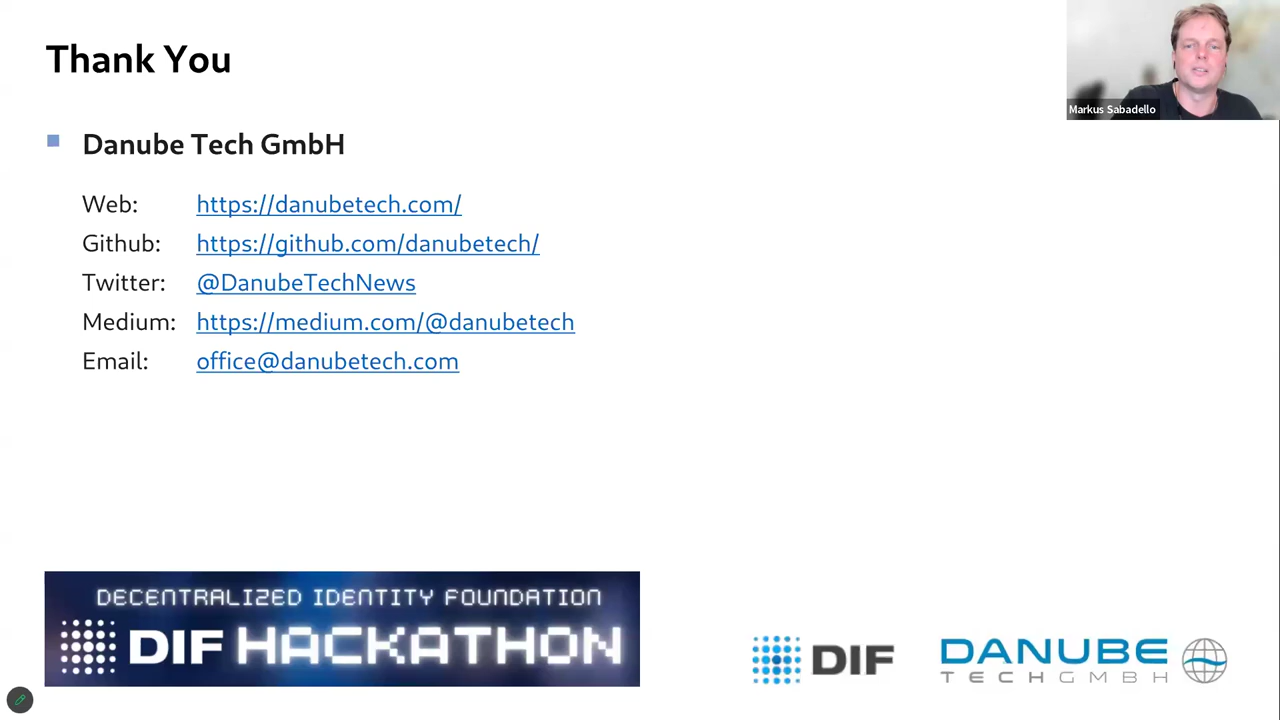 Thank You
Markus Sabadello
Danube Tech GmbH
Web: https://danubetech.com/
Github: https://github.com/danubetech/
Twitter: @DanubeTechNews
Medium: https://medium.com/@danubetech
Email: office@danubetech.com
DECENTRALIZED IDENTITY FOUNDATION
DIF HACKATHON
DIF
DANUBE
TECH GMBH